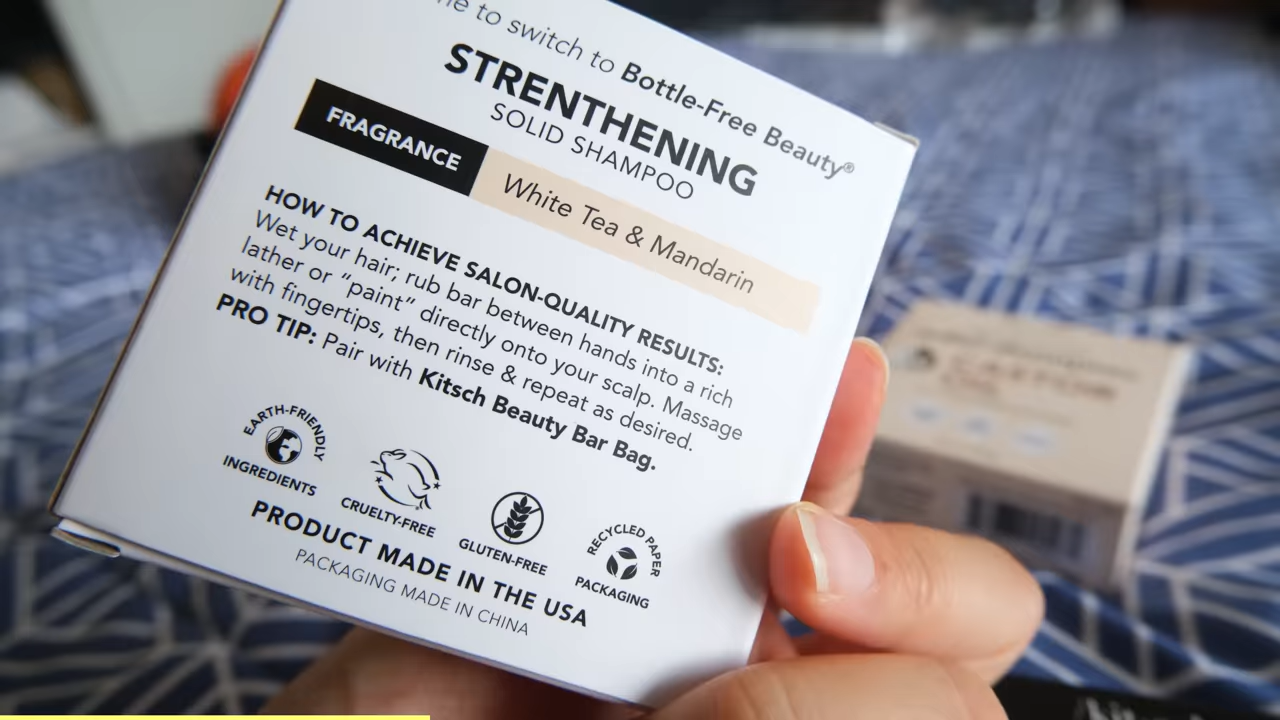 to switch to Bottle-Free Beauty®
STRENTHENING
SOLID SHAMPOO
FRAGRANCE White Tea & Mandarin
HOW TO ACHIEVE SALON-QUALITY RESULTS:
Wet your hair; rub bar between hands into a rich
lather or “paint” directly onto your scalp. Massage
with fingertips, then rinse & repeat as desired.
PRO TIP: Pair with Kitsch Beauty Bar Bag.
EARTH-FRIENDLY
INGREDIENTS
CRUELTY-FREE
GLUTEN-FREE
RECYCLED PAPER
PACKAGING
PRODUCT MADE IN THE USA
PACKAGING MADE IN CHINA